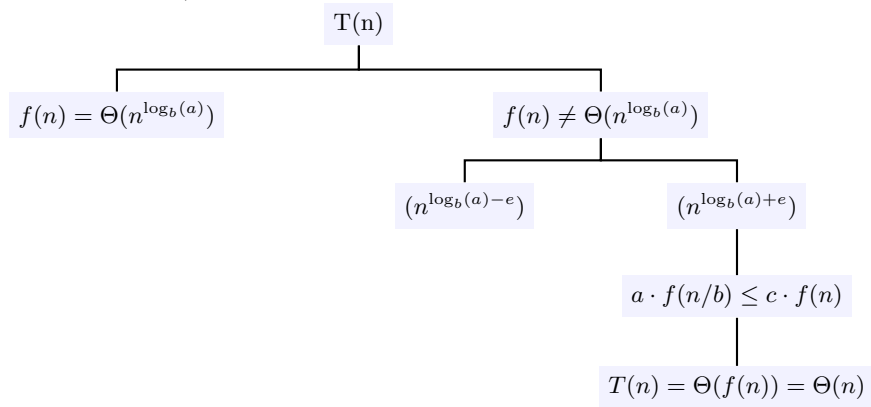 T(n)
f(n) = Θ(n^{log_b(a)})
f(n) ≠ Θ(n^{log_b(a)})
(n^{log_b(a)−e})
(n^{log_b(a)+e})
a · f(n/b) ≤ c · f(n)
T(n) = Θ(f(n)) = Θ(n)